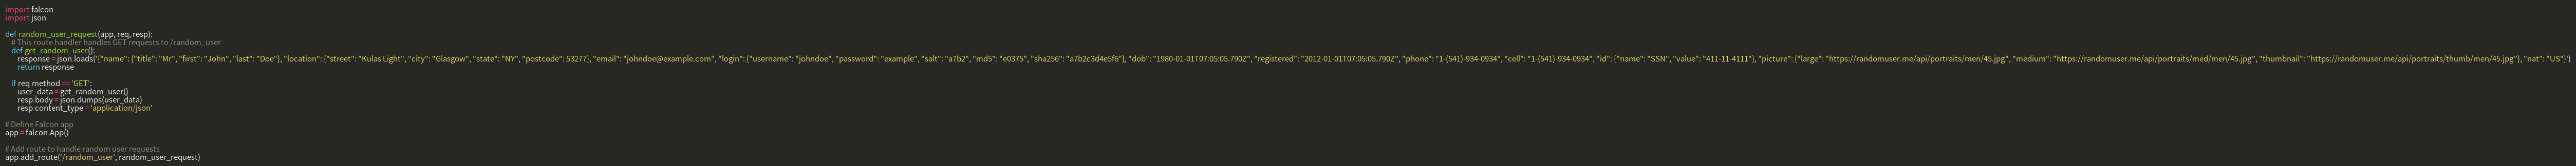 import falcon
import json

def random_user_request(app, req, resp):
    # This route handler handles GET requests to /random_user
    def get_random_user():
        response = json.loads('{"name": {"title": "Mr", "first": "John", "last": "Doe"}, "location": {"street": "Kulas Light", "city": "Glasgow", "state": "NY", "postcode": 53277}, "email": "johndoe@example.com", "login": {"username": "johndoe", "password": "example", "salt": "a7b2", "md5": "e0375", "sha256": "a7b2c3d4e5f6"}, "dob": "1980-01-01T07:05:05.790Z", "registered": "2012-01-01T07:05:05.790Z", "phone": "1-(541)-934-0934", "cell": "1-(541)-934-0934", "id": {"name": "SSN", "value": "411-11-4111"}, "picture": {"large": "https://randomuser.me/api/portraits/men/45.jpg", "medium": "https://randomuser.me/api/portraits/med/men/45.jpg", "thumbnail": "https://randomuser.me/api/portraits/thumb/men/45.jpg"}, "nat": "US"}')
        return response

    if req.method == 'GET':
        user_data = get_random_user()
        resp.body = json.dumps(user_data)
        resp.content_type = 'application/json'

# Define Falcon app
app = falcon.App()

# Add route to handle random user requests
app.add_route('/random_user', random_user_request)